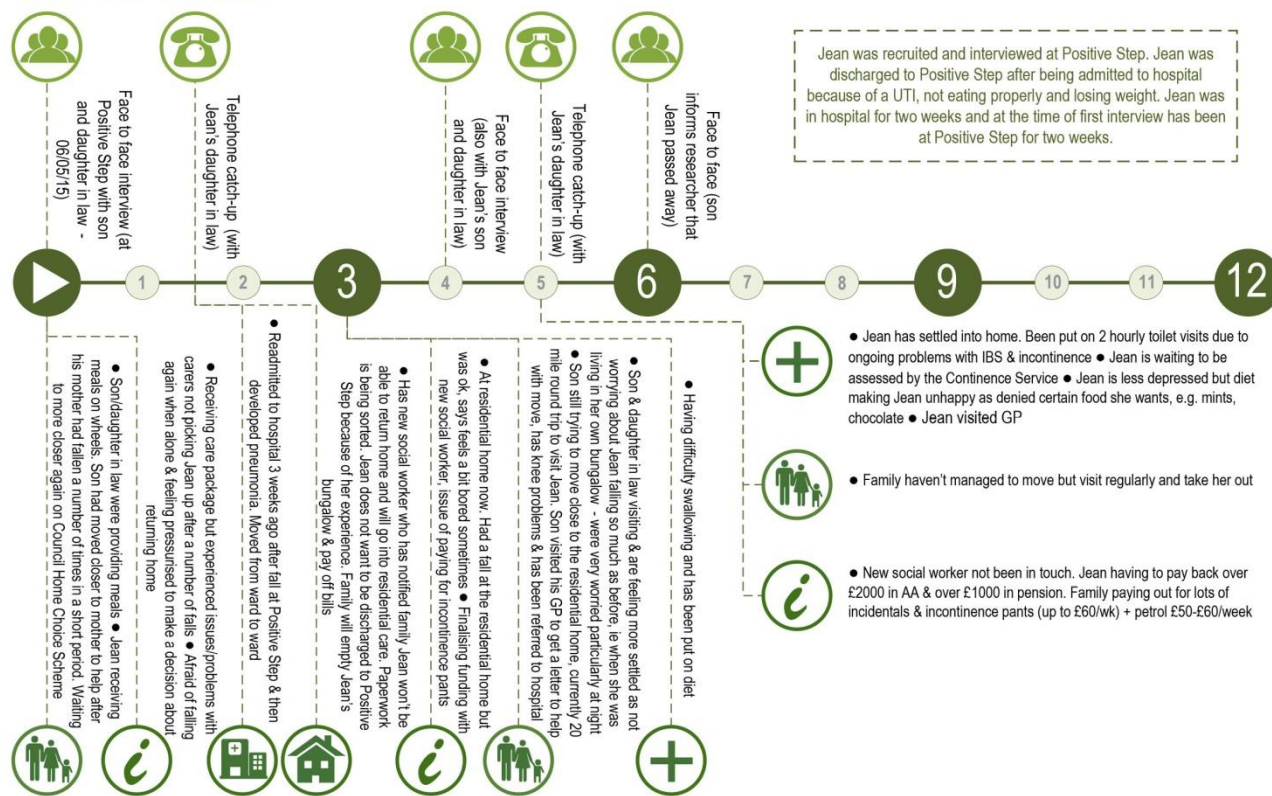 Face to face interview (at
Positive Step with son
and daughter in law -
06/05/15)
Telephone catch-up (with
Jean's daughter in law)
Face to face interview
(also with Jean's son
and daughter in law)
Telephone catch-up (with
Jean's daughter in law)
Face to face (son
informs researcher that
Jean passed away)
Jean was recruited and interviewed at Positive Step. Jean was
discharged to Positive Step after being admitted to hospital
because of a UTI, not eating properly and losing weight. Jean was
in hospital for two weeks and at the time of first interview has been
at Positive Step for two weeks.
1
2
3
4
5
6
7
8
9
10
11
12
● Son/daughter in law were providing meals ● Jean receiving
meals on wheels. Son had moved closer to mother to help after
his mother had fallen a number of times in a short period. Waiting
to more closer again on Council Home Choice Scheme
● Receiving care package but experienced issues/problems with
carers not picking Jean up after a number of falls ● Afraid of falling
again when alone & feeling pressurised to make a decision about
returning home
● Readmitted to hospital 3 weeks ago after fall at Positive Step & then
developed pneumonia. Moved from ward to ward
● Has new social worker who has notified family Jean won't be
able to return home and will go into residential care. Paperwork
is being sorted. Jean does not want to be discharged to Positive
Step because of her experience. Family will empty Jean's
bungalow & pay off bills
● At residential home now. Had a fall at the residential home but
was ok, says feels a bit bored sometimes ● Finalising funding with
new social worker, issue of paying for incontinence pants
● Son & daughter in law visiting & are feeling more settled as not
worrying about Jean falling so much as before, ie when she was
living in her own bungalow - were very worried particularly at night
● Son still trying to move close to the residential home, currently 20
mile round trip to visit Jean. Son visited his GP to get a letter to help
with move, has knee problems & has been referred to hospital
● Having difficulty swallowing and has been put on diet
● Jean has settled into home. Been put on 2 hourly toilet visits due to
ongoing problems with IBS & incontinence ● Jean is waiting to be
assessed by the Continence Service ● Jean is less depressed but diet
making Jean unhappy as denied certain food she wants, e.g. mints,
chocolate ● Jean visited GP
● Family haven't managed to move but visit regularly and take her out
● New social worker not been in touch. Jean having to pay back over
£2000 in AA & over £1000 in pension. Family paying out for lots of
incidentals & incontinence pants (up to £60/wk) + petrol £50-£60/week